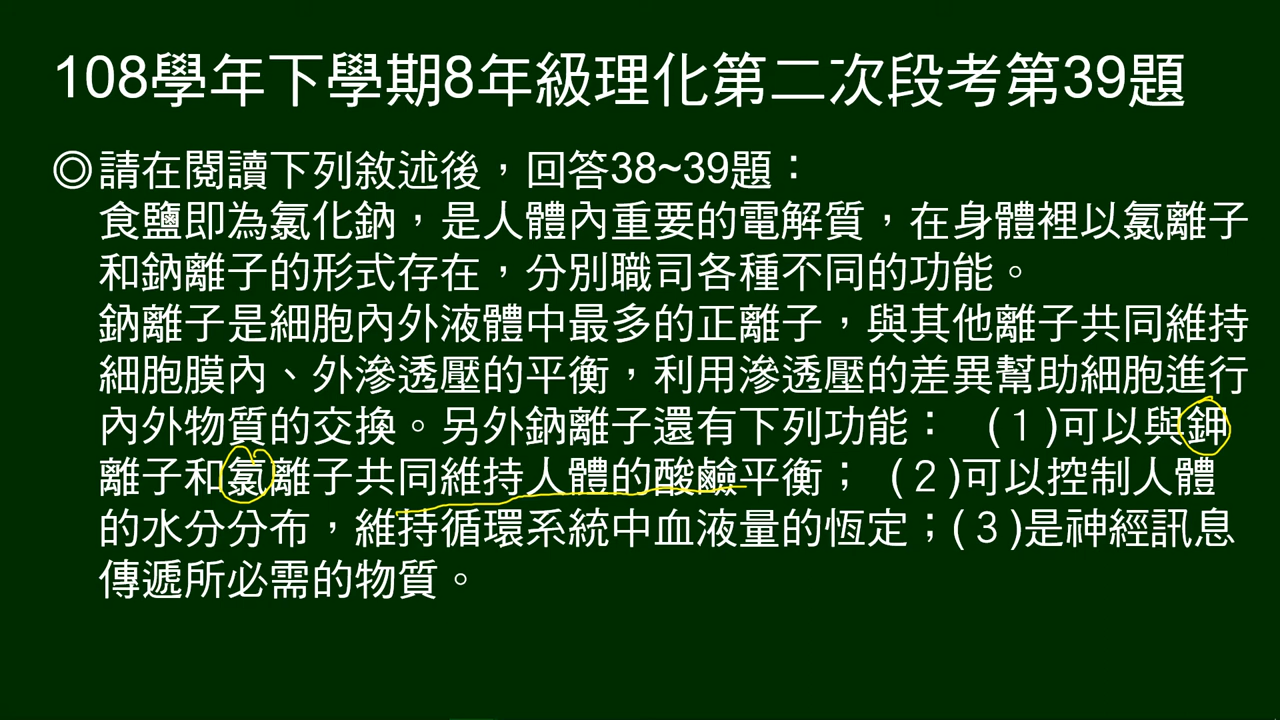 108學年下學期8年級理化第二次段考第39題
◎請在閱讀下列敘述後，回答38~39題：
食鹽即為氯化鈉，是人體內重要的電解質，在身體裡以氯離子
和鈉離子的形式存在，分別職司各種不同的功能。
鈉離子是細胞內外液體中最多的正離子，與其他離子共同維持
細胞膜內、外滲透壓的平衡，利用滲透壓的差異幫助細胞進行
內外物質的交換。另外鈉離子還有下列功能： (１)可以與鉀
離子和氯離子共同維持人體的酸鹼平衡； (２)可以控制人體
的水分分布，維持循環系統中血液量的恆定；(３)是神經訊息
傳遞所必需的物質。